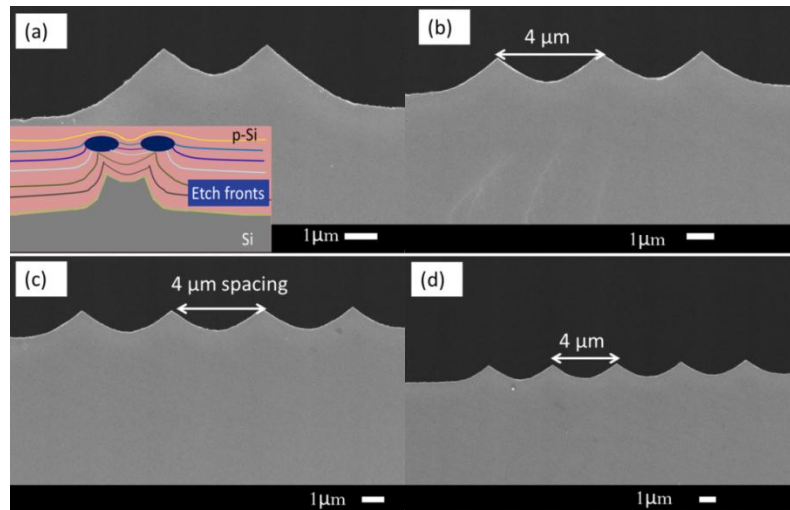 (a)
p-Si
Etch fronts
Si
1µm
(b)
4 µm
1µm
(c)
4 µm spacing
1µm
(d)
4 µm
1µm